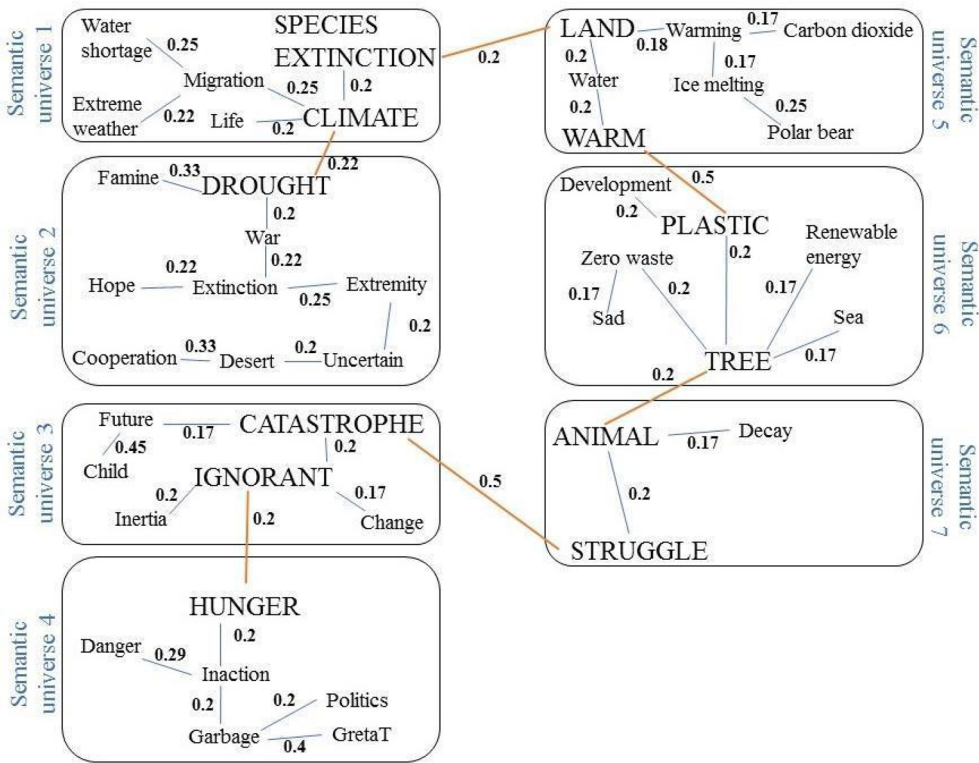 Semantic
universe 1
Water
shortage
0.25
SPECIES
EXTINCTION
Migration
0.25
0.2
Extreme
weather
0.22
Life
0.2
CLIMATE
0.2
0.22
LAND
0.18
Warming
0.17
Carbon dioxide
0.2
Water
0.17
Ice melting
0.2
0.25
WARM
Polar bear
Semantic
universe 5
0.5
Semantic
universe 2
Famine
0.33
DROUGHT
0.2
War
0.22
Hope
0.22
Extinction
0.25
Extremity
0.2
Cooperation
0.33
Desert
0.2
Uncertain
Development
0.2
PLASTIC
0.2
Renewable
energy
Zero waste
0.17
0.2
0.17
Sad
Sea
TREE
0.17
Semantic
universe 6
0.2
Semantic
universe 3
Future
0.17
CATASTROPHE
0.45
0.2
Child
IGNORANT
0.2
0.17
Inertia
0.2
Change
0.5
ANIMAL
0.17
Decay
0.2
STRUGGLE
Semantic
universe 7
Semantic
universe 4
HUNGER
0.2
Danger
0.29
Inaction
0.2
0.2
Politics
Garbage
0.4
GretaT